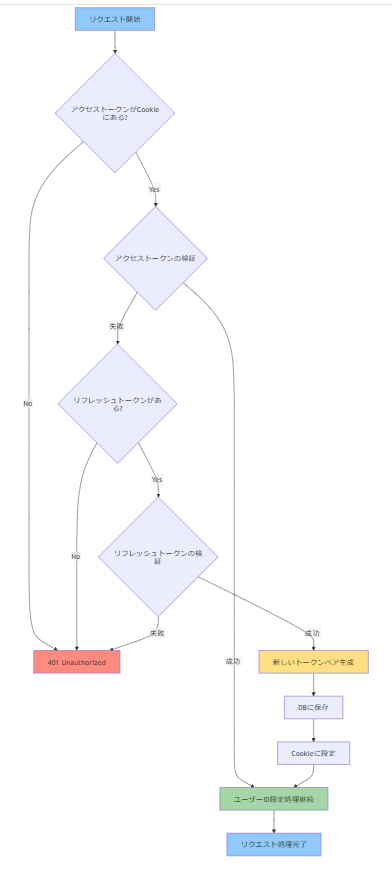 リクエスト開始
アクセストークンがCookie
にある?
Yes
アクセストークンの検証
失敗
リフレッシュトークンがあ
る?
No
Yes
No
リフレッシュトークンの検
証
失敗
成功
成功
401 Unauthorized
新しいトークンペア生成
DBに保存
Cookieに設定
ユーザーID設定処理継続
リクエスト処理完了